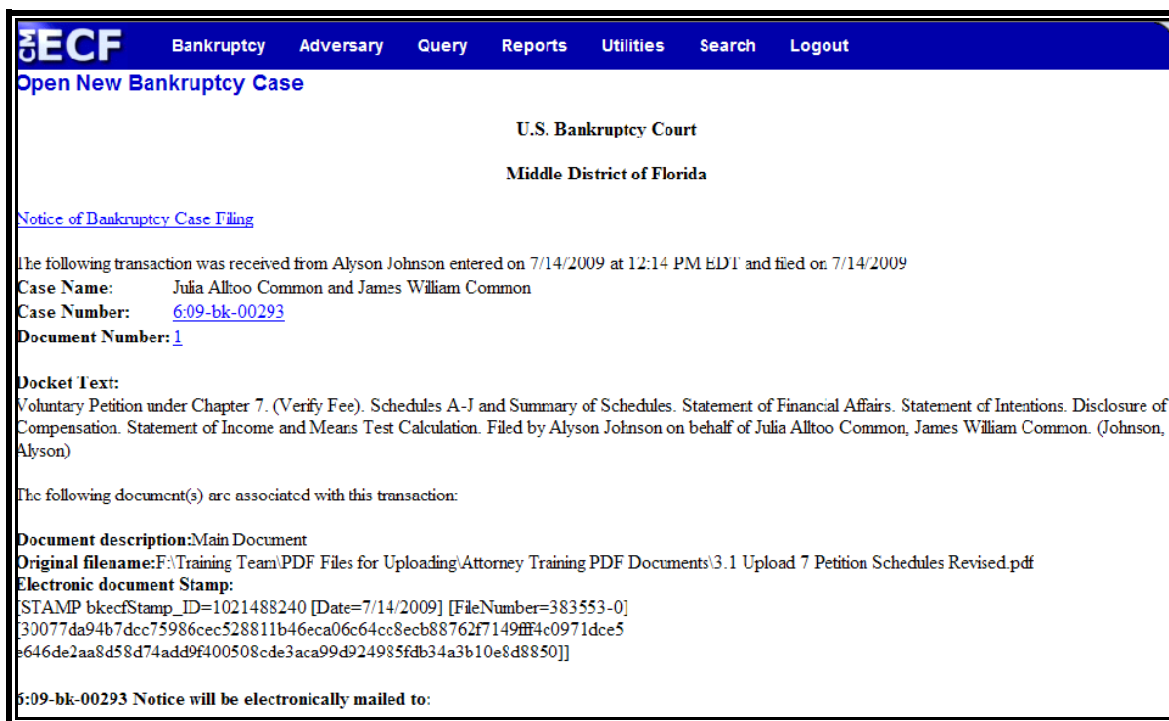 CM ECF Bankruptcy Adversary Query Reports Utilities Search Logout
Open New Bankruptcy Case
U.S. Bankruptcy Court
Middle District of Florida
Notice of Bankruptcy Case Filing
The following transaction was received from Alyson Johnson entered on 7/14/2009 at 12:14 PM EDT and filed on 7/14/2009
Case Name: Julia Alltoo Common and James William Common
Case Number: 6:09-bk-00293
Document Number: 1
Docket Text:
Voluntary Petition under Chapter 7. (Verify Fee). Schedules A-J and Summary of Schedules. Statement of Financial Affairs. Statement of Intentions. Disclosure of
Compensation. Statement of Income and Means Test Calculation. Filed by Alyson Johnson on behalf of Julia Alltoo Common, James William Common. (Johnson,
Alyson)
The following document(s) are associated with this transaction:
Document description:Main Document
Original filename:F:\Training Team\PDF Files for Uploading\Attorney Training PDF Documents\3.1 Upload 7 Petition Schedules Revised.pdf
Electronic document Stamp:
[STAMP bkecfStamp_ID=1021488240 [Date=7/14/2009] [FileNumber=383553-0]
[30077da94b7dcc75986cec528811b46eca06c64cc8ecb88762f7149fff4c0971dce5
e646de2aa8d58d74add9f400508cde3aca99d924985fdb34a3b10e8d8850]]
6:09-bk-00293 Notice will be electronically mailed to: